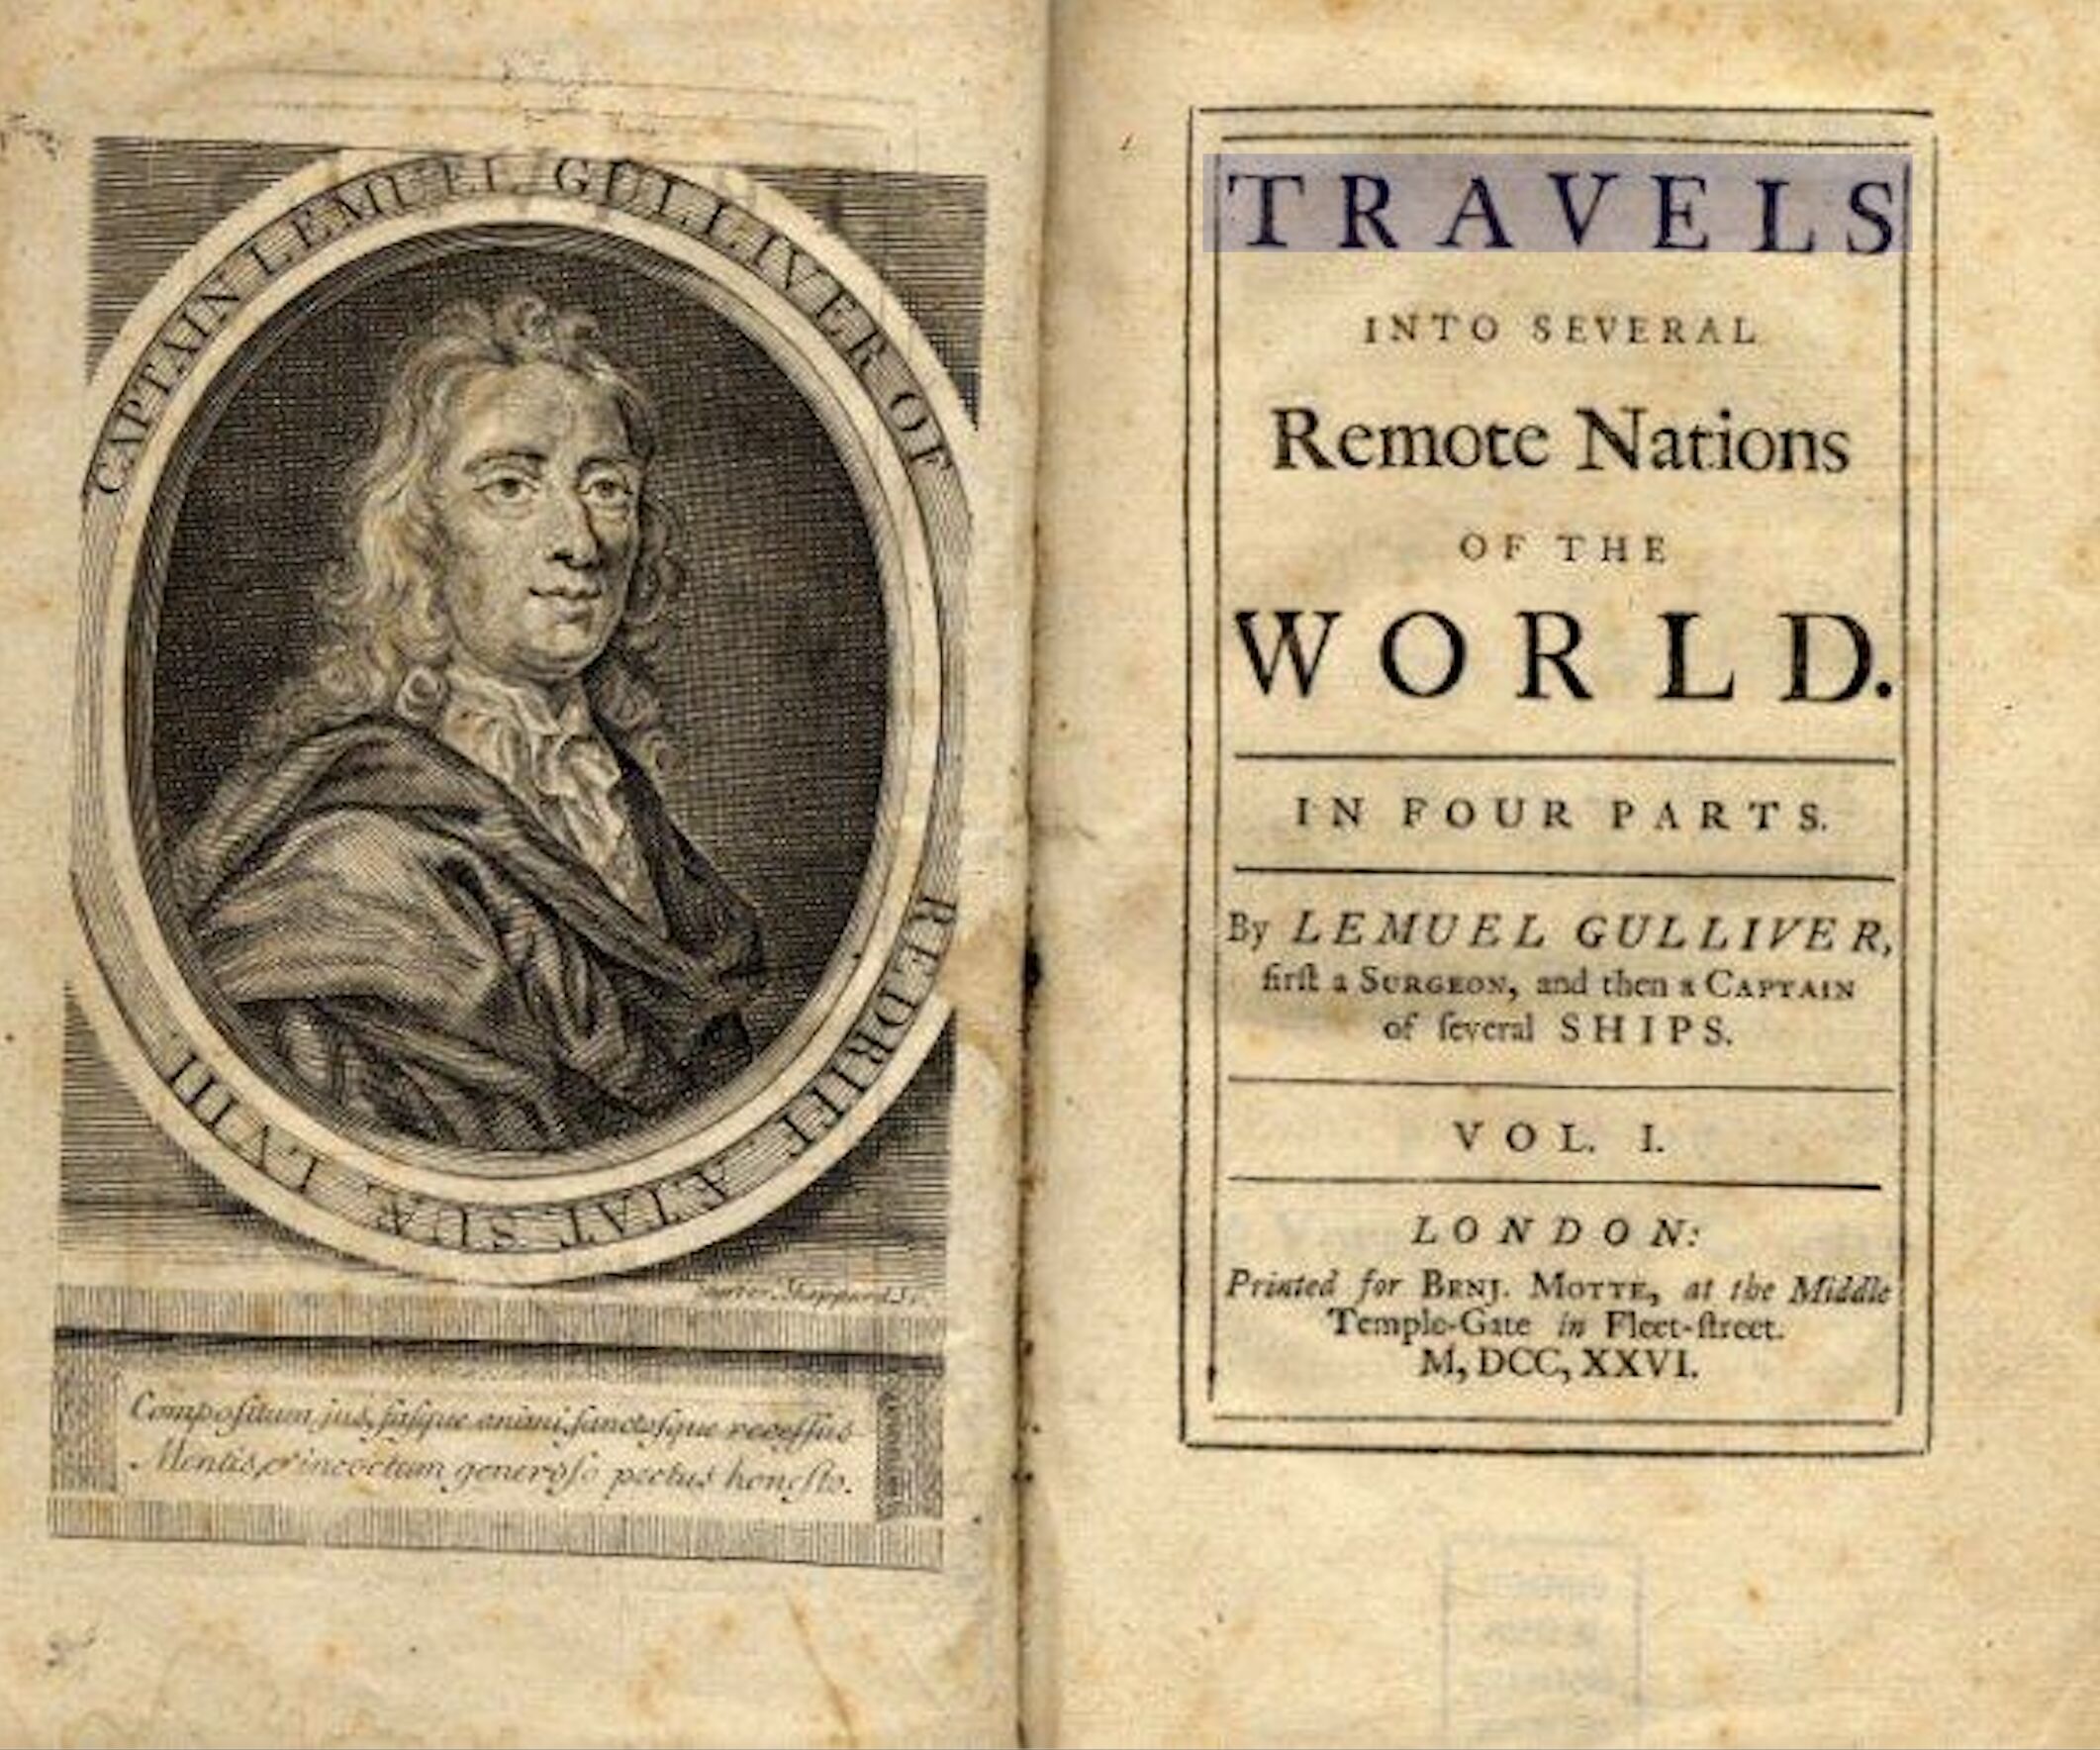 CAPTAIN LEMUEL GULLIVER OF
REDRIFF ÆTAT. SUÆ LVIII.
Sheppard Sc.
Compoſitum jus, faſque animi, ſanctoſque receſſus
Mentis, & incoctum generoſo pectus honeſto.
TRAVELS
INTO SEVERAL
Remote Nations
OF THE
WORLD.
IN FOUR PARTS.
By LEMUEL GULLIVER,
firſt a SURGEON, and then a CAPTAIN
of ſeveral SHIPS.
VOL. I.
LONDON:
Printed for BENJ. MOTTE, at the Middle
Temple-Gate in Fleet-ſtreet.
M, DCC, XXVI.